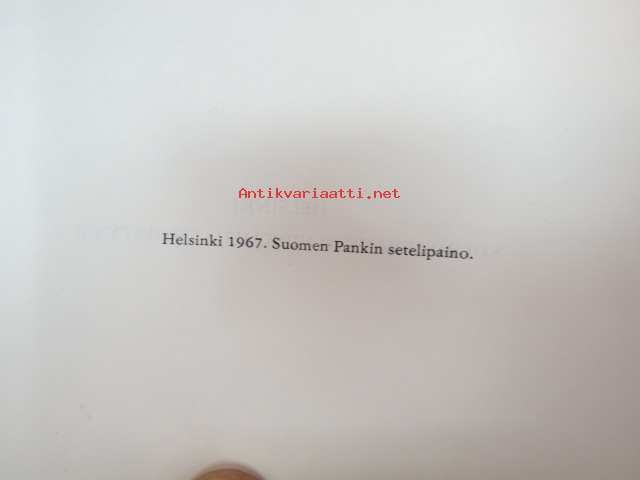 Antikvariaatti.net
Helsinki 1967. Suomen Pankin setelipaino.